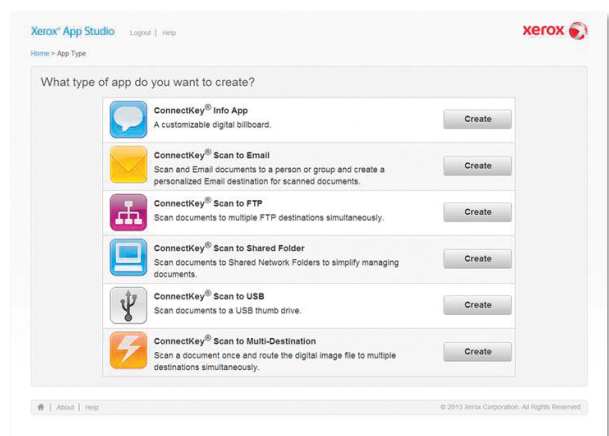 Xerox® App Studio Logout | Help
xerox
Home > App Type
What type of app do you want to create?
ConnectKey® Info App
A customizable digital billboard.
Create
ConnectKey® Scan to Email
Scan and Email documents to a person or group and create a
personalized Email destination for scanned documents.
Create
ConnectKey® Scan to FTP
Scan documents to multiple FTP destinations simultaneously.
Create
ConnectKey® Scan to Shared Folder
Scan documents to Shared Network Folders to simplify managing
documents.
Create
ConnectKey® Scan to USB
Scan documents to a USB thumb drive.
Create
ConnectKey® Scan to Multi-Destination
Scan a document once and route the digital image file to multiple
destinations simultaneously.
Create
| About | Help
© 2013 Xerox Corporation. All Rights Reserved.